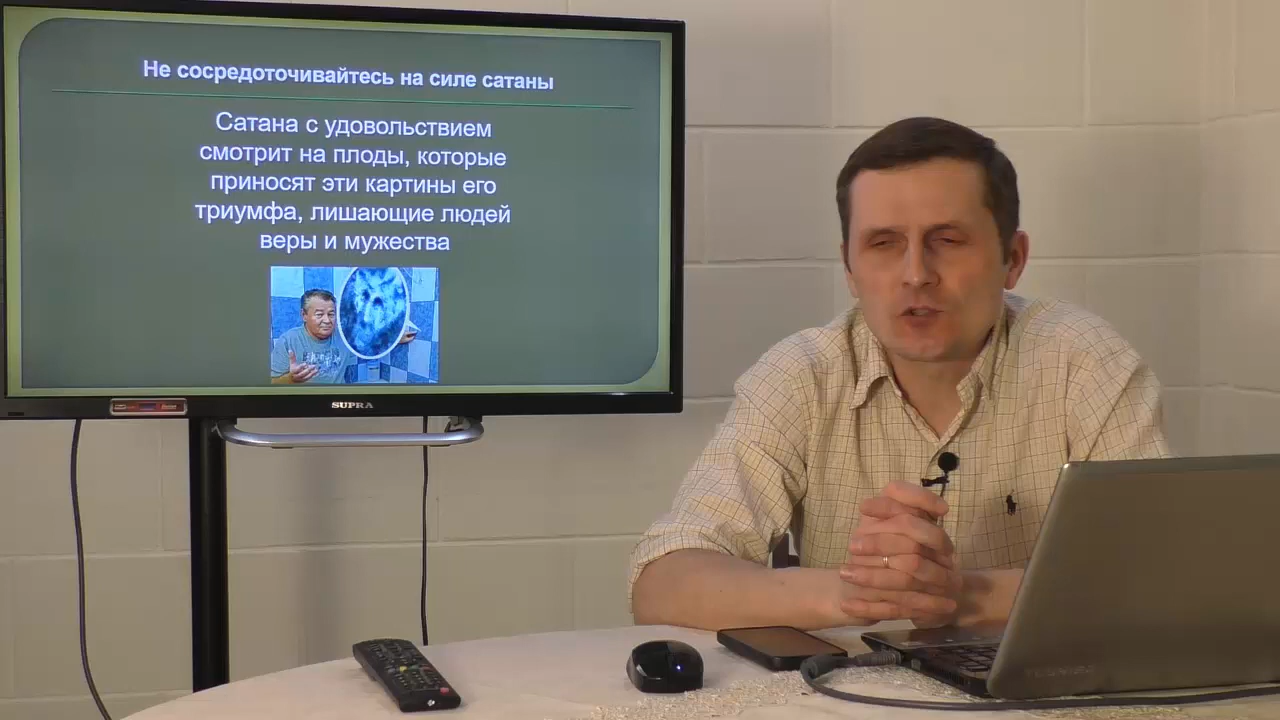 Не сосредоточивайтесь на силе сатаны
Сатана с удовольствием
смотрит на плоды, которые
приносят эти картины его
триумфа, лишающие людей
веры и мужества
SUPRA